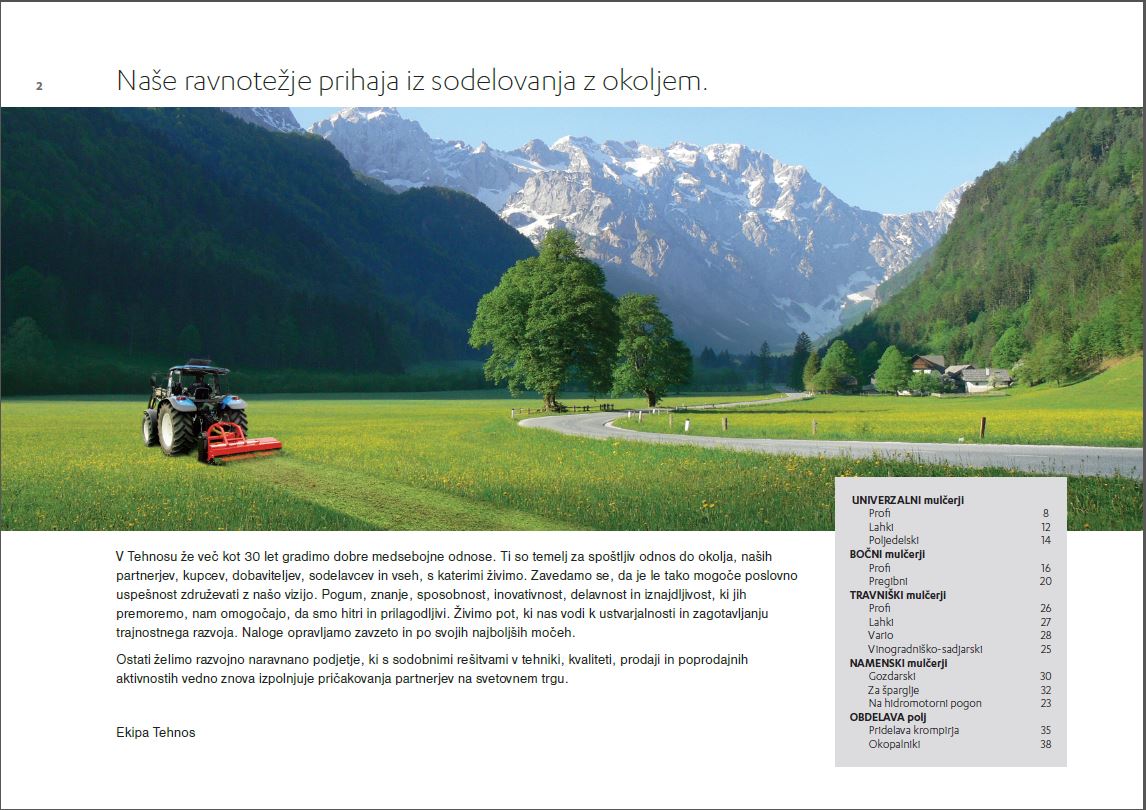 2
Naše ravnotežje prihaja iz sodelovanja z okoljem.
V Tehnosu že več kot 30 let gradimo dobre medsebojne odnose. Ti so temelj za spoštljiv odnos do okolja, naših
partnerjev, kupcev, dobaviteljev, sodelavcev in vseh, s katerimi živimo. Zavedamo se, da je le tako mogoče poslovno
uspešnost združevati z našo vizijo. Pogum, znanje, sposobnost, inovativnost, delavnost in iznajdljivost, ki jih
premoremo, nam omogočajo, da smo hitri in prilagodljivi. Živimo pot, ki nas vodi k ustvarjalnosti in zagotavljanju
trajnostnega razvoja. Naloge opravljamo zavzeto in po svojih najboljših močeh.
Ostati želimo razvojno naravnano podjetje, ki s sodobnimi rešitvami v tehniki, kvaliteti, prodaji in poprodajnih
aktivnostih vedno znova izpolnjuje pričakovanja partnerjev na svetovnem trgu.
Ekipa Tehnos
UNIVERZALNI mulčerji
Profi 8
Lahki 12
Poljedelski 14
BOČNI mulčerji
Profi 16
Pregibni 20
TRAVNIŠKI mulčerji
Profi 26
Lahki 27
Vario 28
Vinogradniško-sadjarski 25
NAMENSKI mulčerji
Gozdarski 30
Za šparglje 32
Na hidromotorni pogon 23
OBDELAVA polj
Pridelava krompirja 35
Okopalniki 38